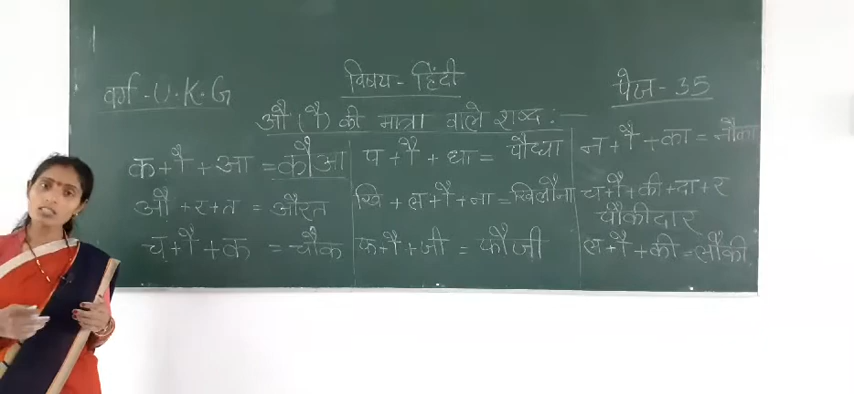 वर्ग - U.K.G
विषय - हिंदी
पेज - 35
औ (ौ) की मात्रा वाले शब्द :-
क + ौ + आ = कौआ
औ + र + त = औरत
च + ौ + क = चौक
प + ौ + धा = पौधा
खि + ल + ौ + ना = खिलौना
फ + ौ + जी = फौजी
न + ौ + का = नौका
च + ौ + की + दा + र
चौकीदार
ल + ौ + की = लौकी